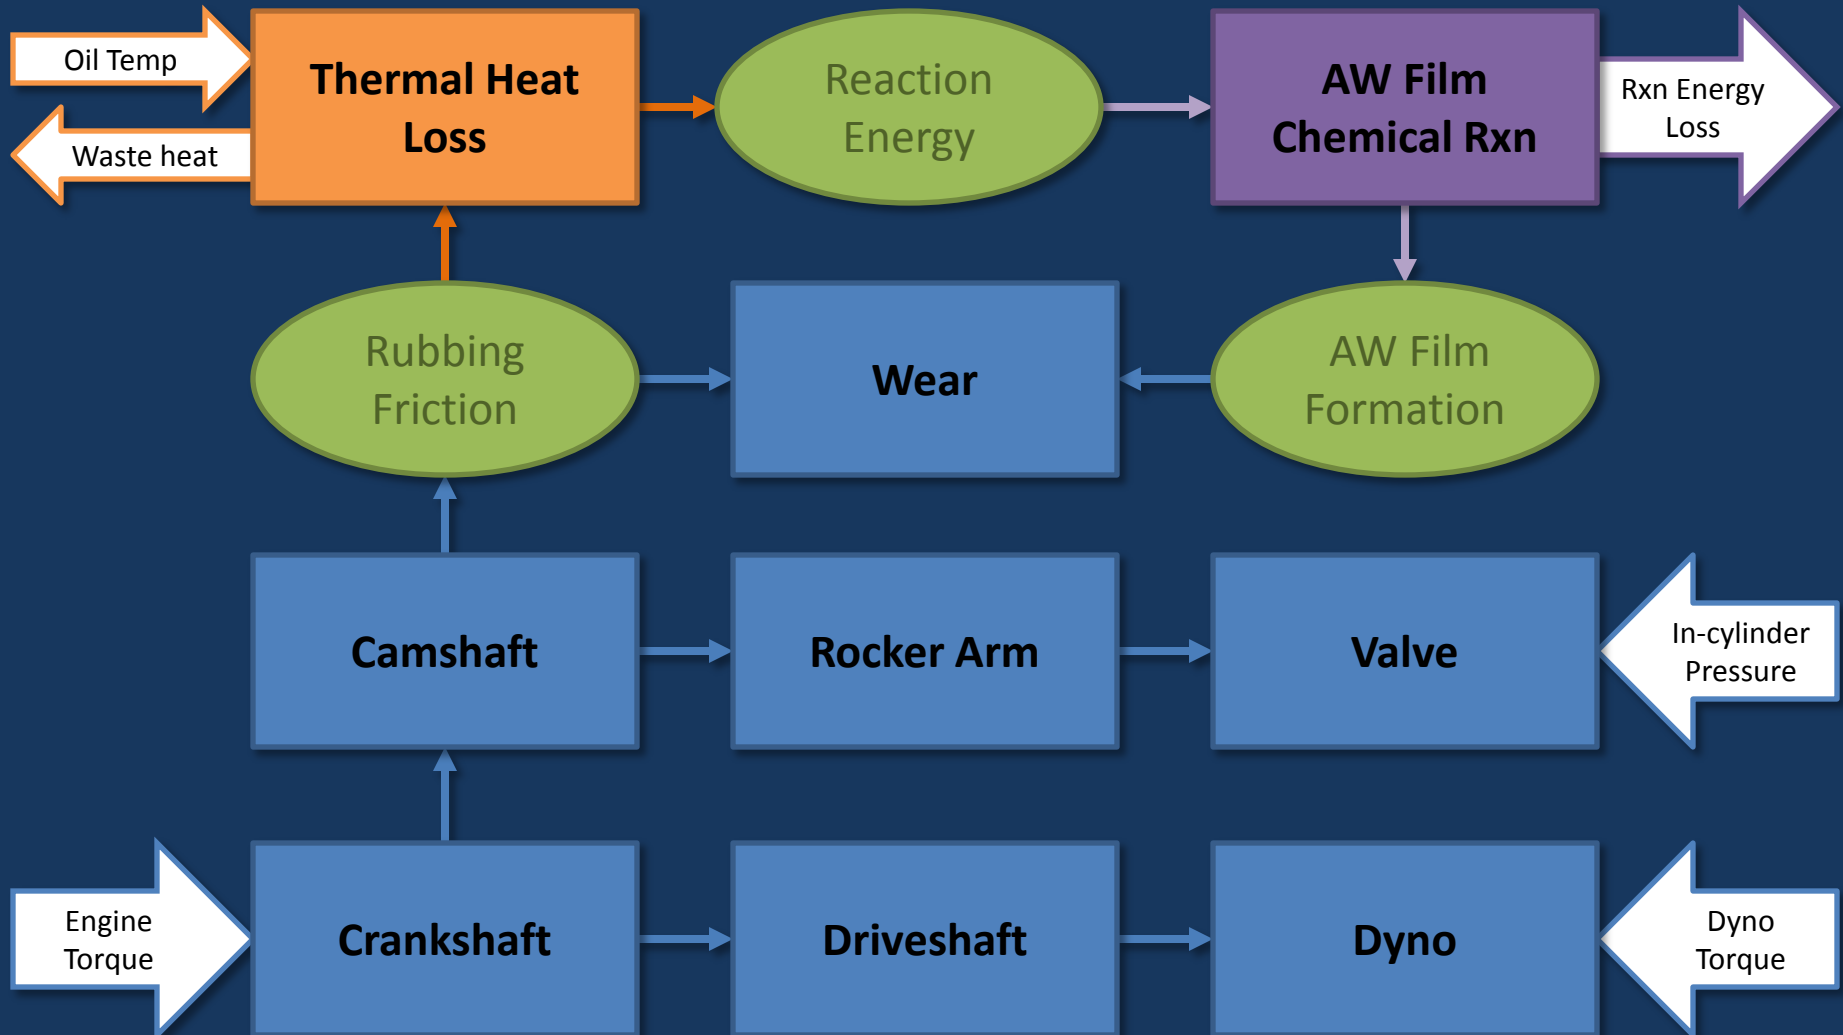 Oil Temp
Waste heat
Thermal Heat
Loss
Reaction
Energy
AW Film
Chemical Rxn
Rxn Energy
Loss
Rubbing
Friction
Wear
AW Film
Formation
Camshaft
Rocker Arm
Valve
In-cylinder
Pressure
Engine
Torque
Crankshaft
Driveshaft
Dyno
Dyno
Torque